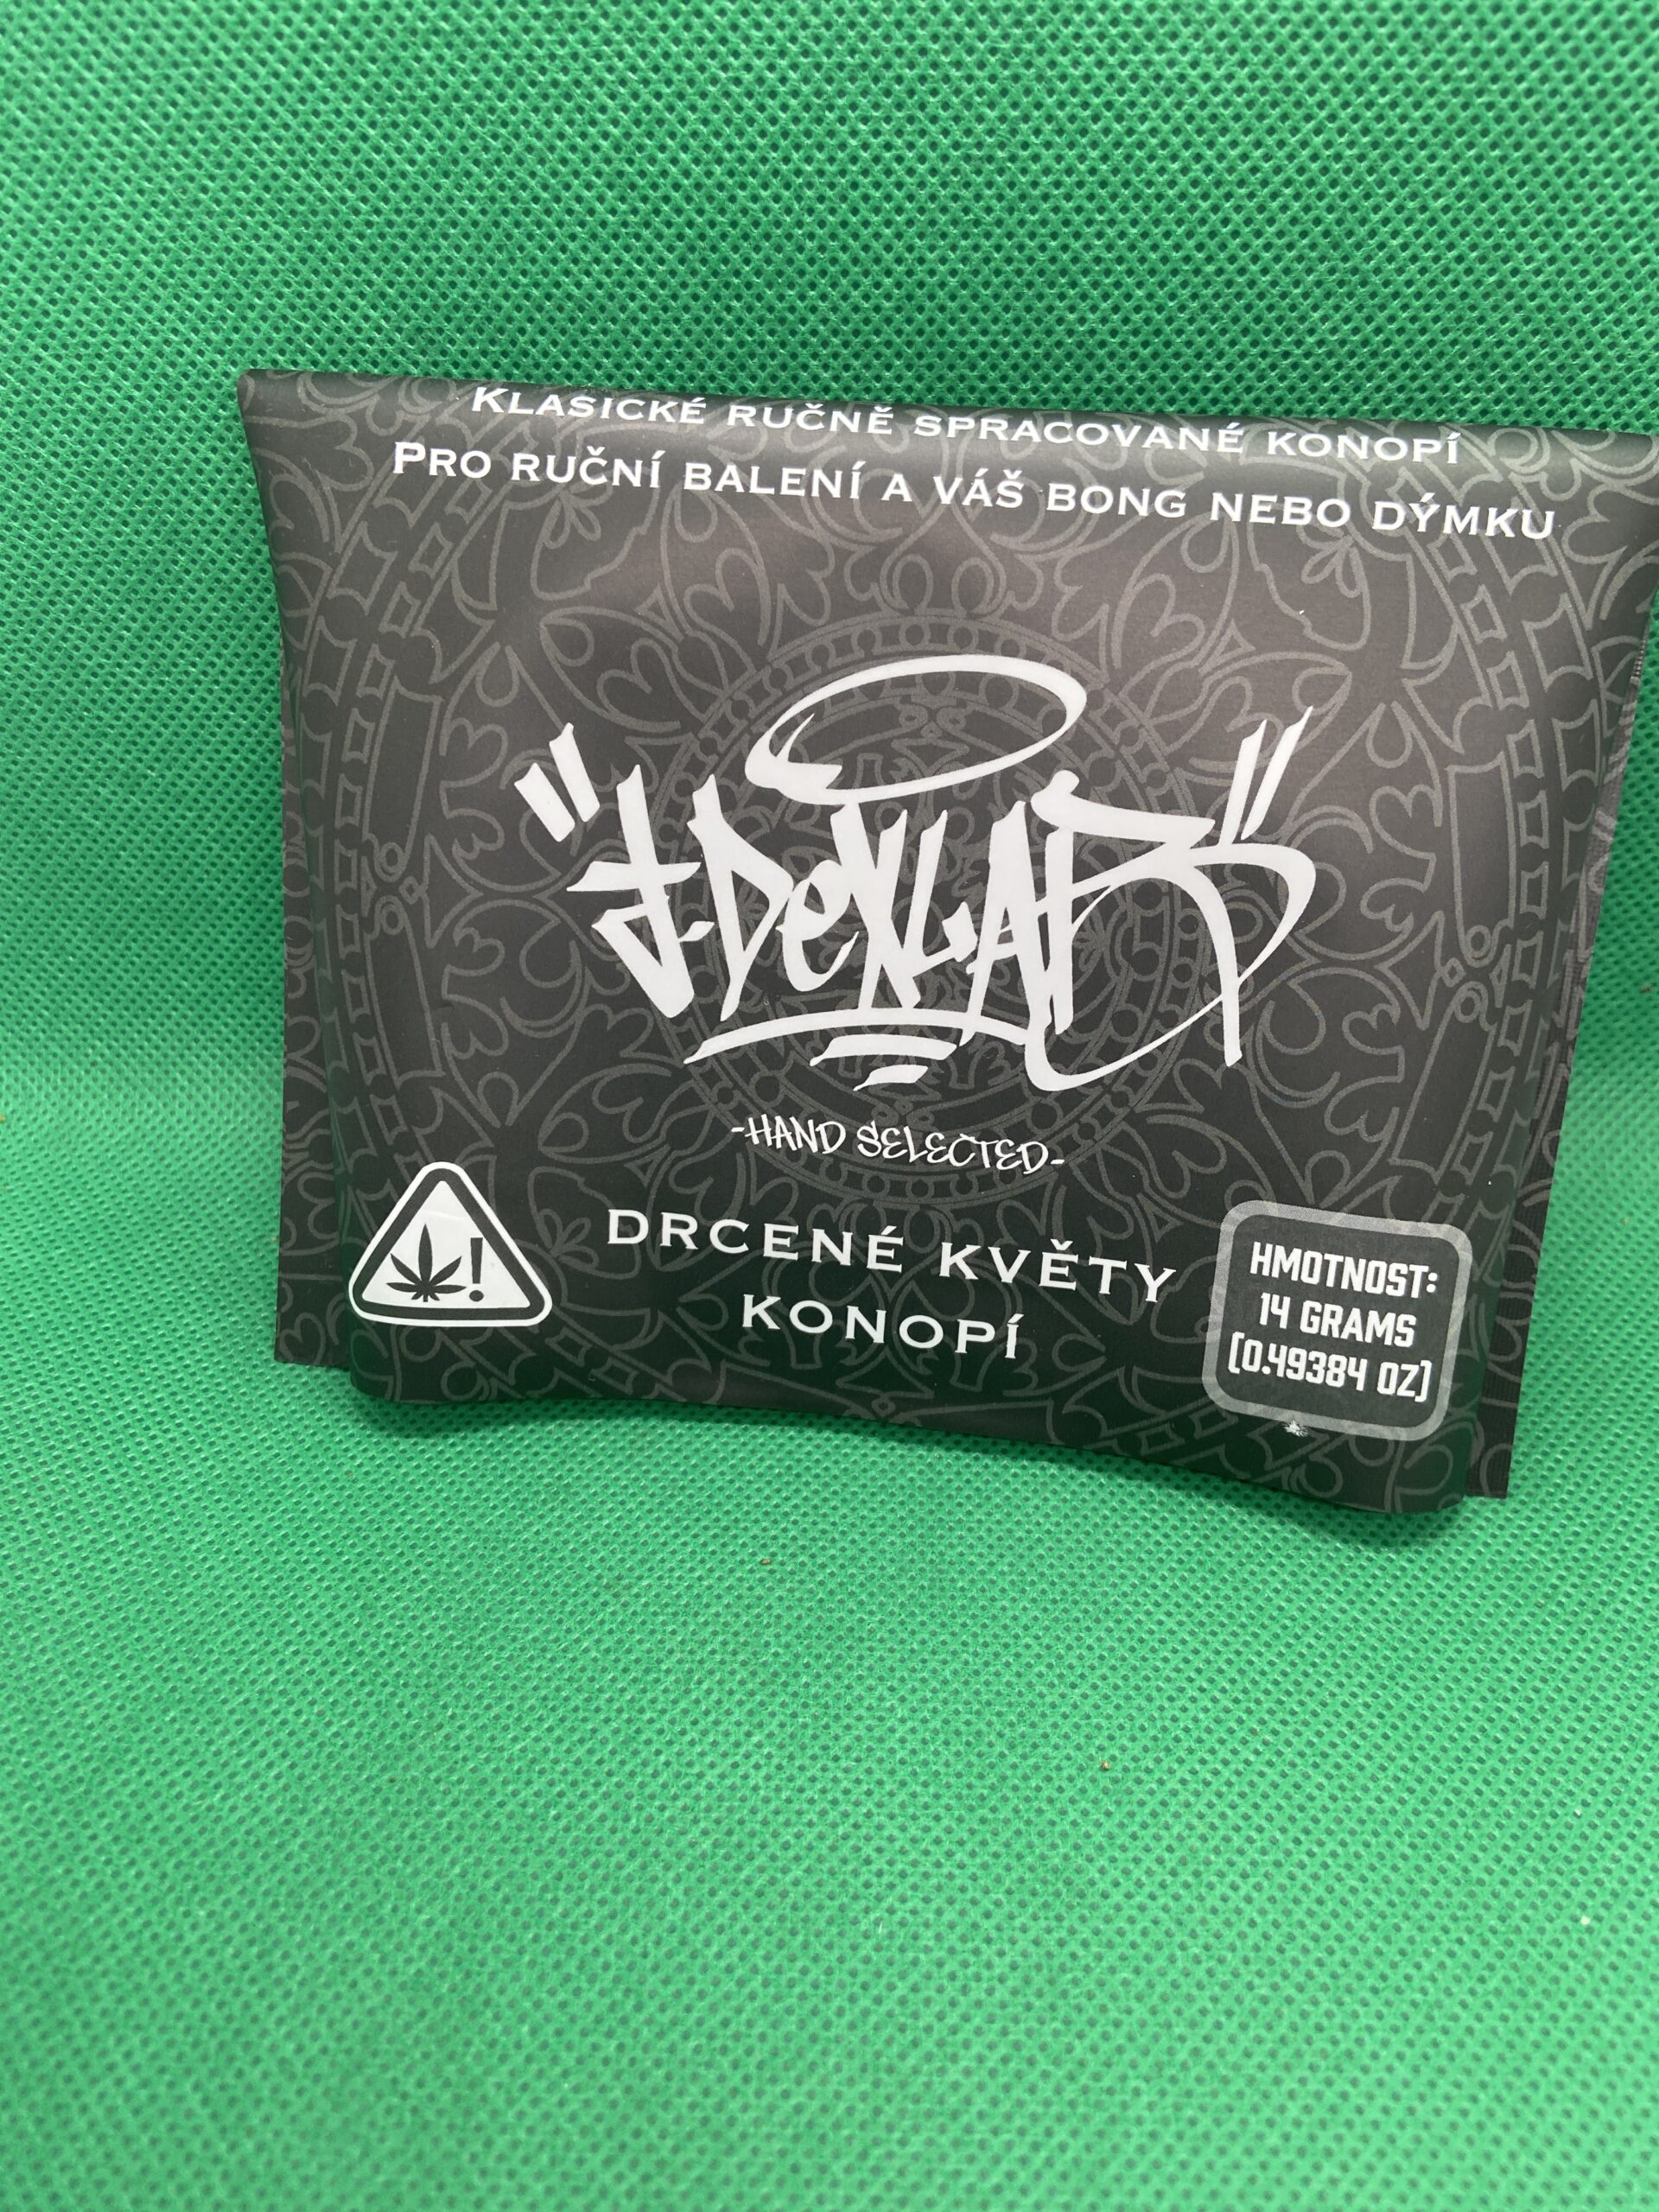 KLASICKÉ RUČNĚ SPRACOVANÉ KONOPÍ
PRO RUČNÍ BALENÍ A VÁŠ BONG NEBO DÝMKU
-HAND SELECTED-
DRCENÉ KVĚTY
KONOPÍ
!
HMOTNOST:
14 GRAMS
(0.49384 OZ)